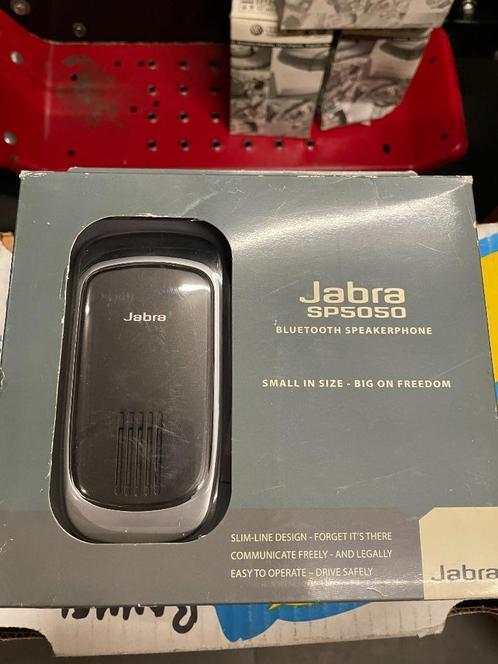 Jabra
Jabra
SP5050
BLUETOOTH SPEAKERPHONE
SMALL IN SIZE - BIG ON FREEDOM
SLIM-LINE DESIGN - FORGET IT'S THERE
COMMUNICATE FREELY - AND LEGALLY
EASY TO OPERATE – DRIVE SAFELY
Jabra